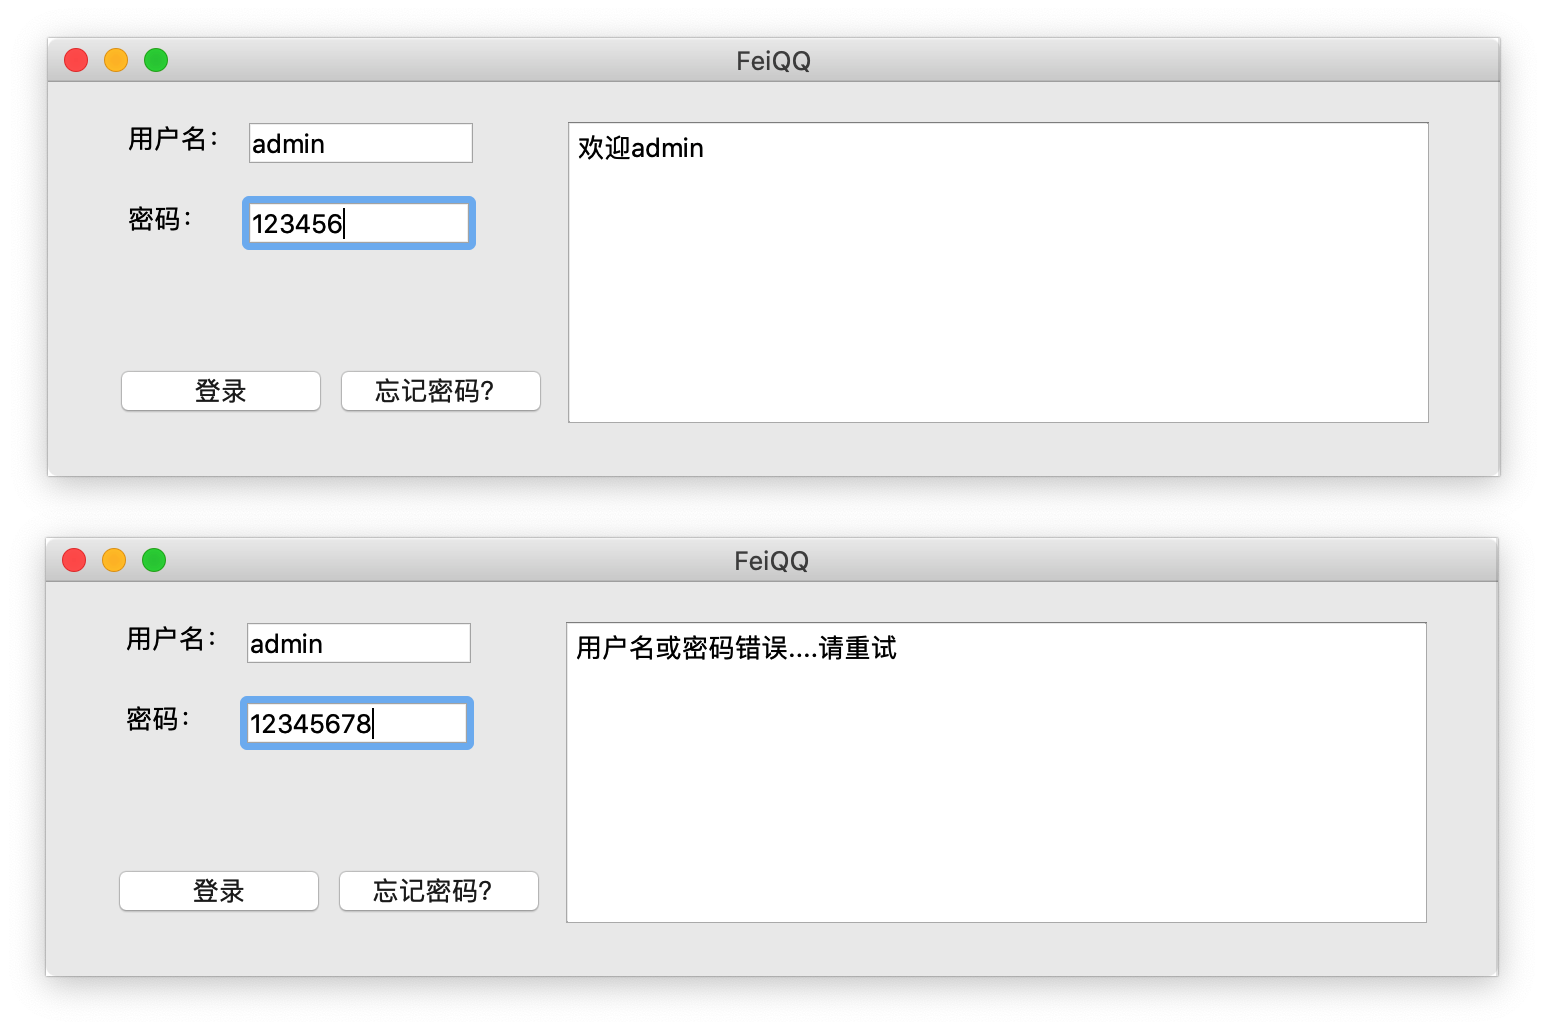 FeiQQ
用户名：
admin
欢迎admin
密码：
123456
登录
忘记密码?
FeiQQ
用户名：
admin
用户名或密码错误....请重试
密码：
12345678
登录
忘记密码?